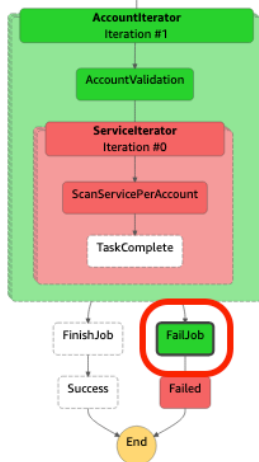 AccountIterator
Iteration #1
AccountValidation
ServiceIterator
Iteration #0
ScanServicePerAccount
TaskComplete
FinishJob
FailJob
Success
Failed
End